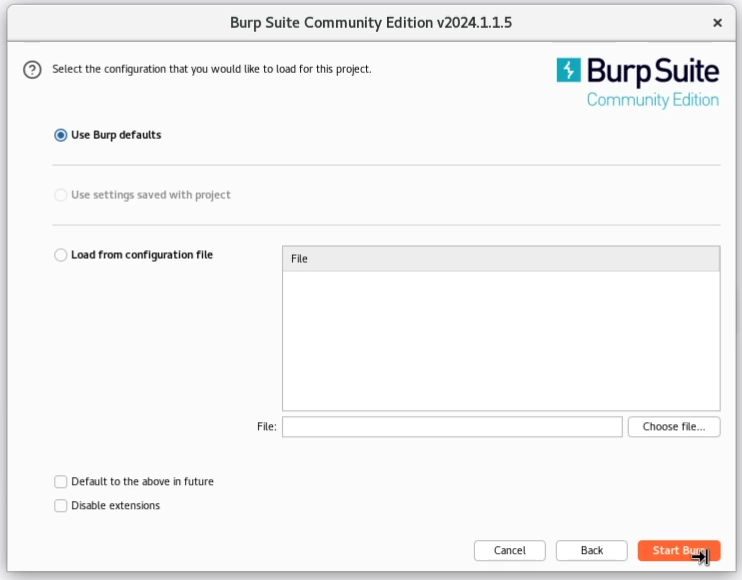 Burp Suite Community Edition v2024.1.1.5
Select the configuration that you would like to load for this project.
Burp Suite
Community Edition
Use Burp defaults
Use settings saved with project
Load from configuration file
File
File:
Choose file...
Default to the above in future
Disable extensions
Cancel
Back
Start Burp